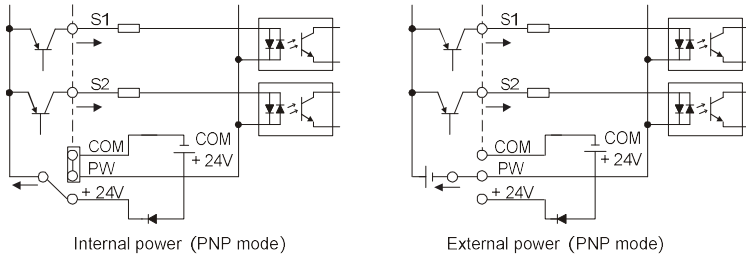 S1
S2
COM
COM
PW
+ 24V
+ 24V
Internal power (PNP mode)
S1
S2
COM
COM
PW
+ 24V
+ 24V
External power (PNP mode)